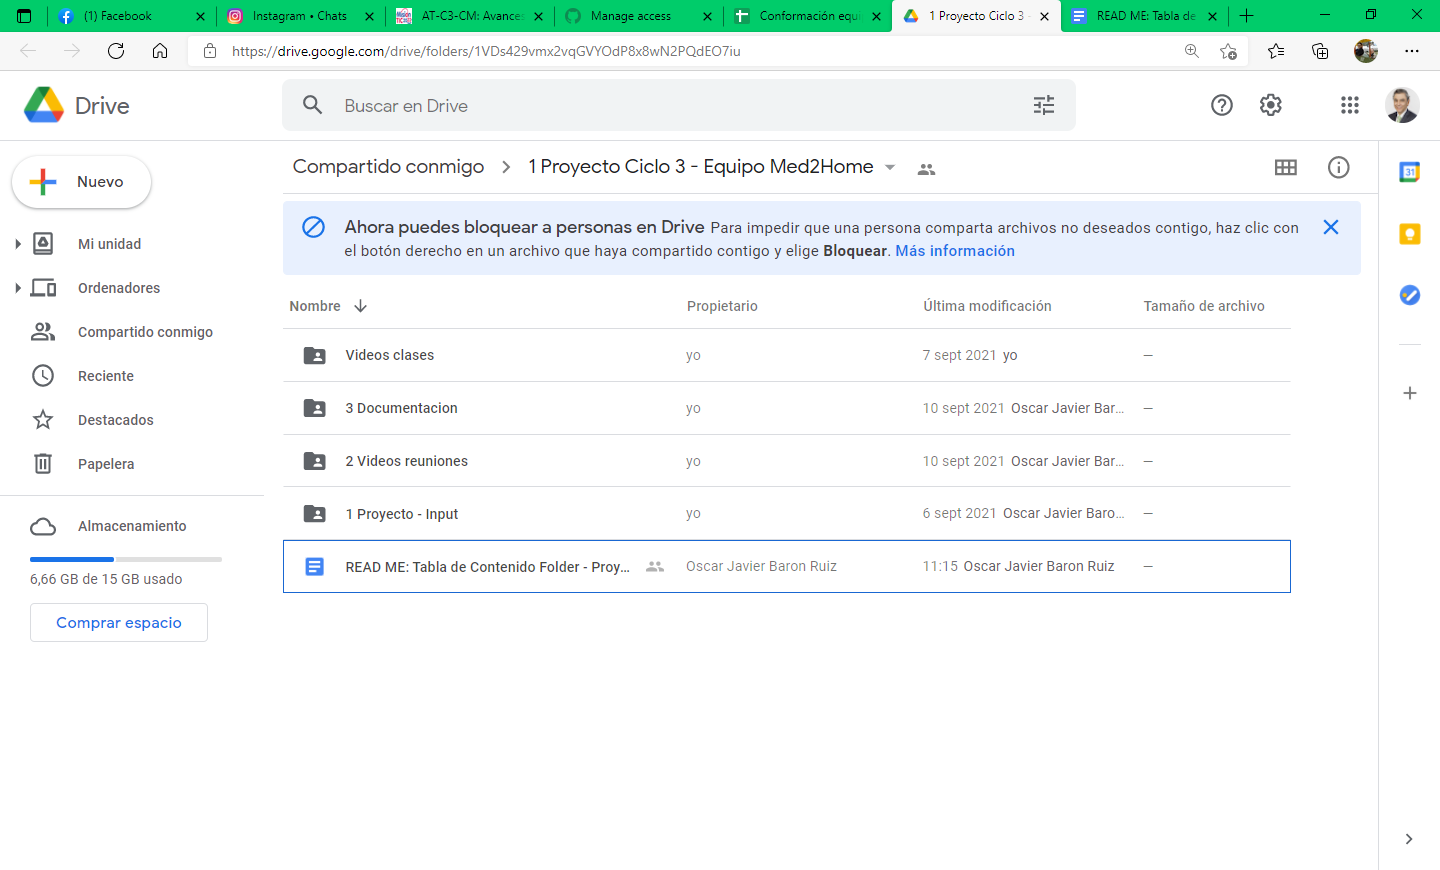 (1) Facebook
Instagram • Chats
AT-C3-CM: Avances
Manage access
Conformación equi
1 Proyecto Ciclo 3 -
READ ME: Tabla de
https://drive.google.com/drive/folders/1VDs429vmx2vqGVYOdP8x8wN2PQdEO7iu
Drive
Buscar en Drive
Nuevo
Mi unidad
Ordenadores
Compartido conmigo
Reciente
Destacados
Papelera
Almacenamiento
6,66 GB de 15 GB usado
Comprar espacio
Compartido conmigo > 1 Proyecto Ciclo 3 - Equipo Med2Home
Ahora puedes bloquear a personas en Drive Para impedir que una persona comparta archivos no deseados contigo, haz clic con
el botón derecho en un archivo que haya compartido contigo y elige Bloquear. Más información
Nombre Propietario Última modificación Tamaño de archivo
Videos clases yo 7 sept 2021 yo —
3 Documentacion yo 10 sept 2021 Oscar Javier Bar... —
2 Videos reuniones yo 10 sept 2021 Oscar Javier Bar... —
1 Proyecto - Input yo 6 sept 2021 Oscar Javier Baro... —
READ ME: Tabla de Contenido Folder - Proy... Oscar Javier Baron Ruiz 11:15 Oscar Javier Baron Ruiz —
31